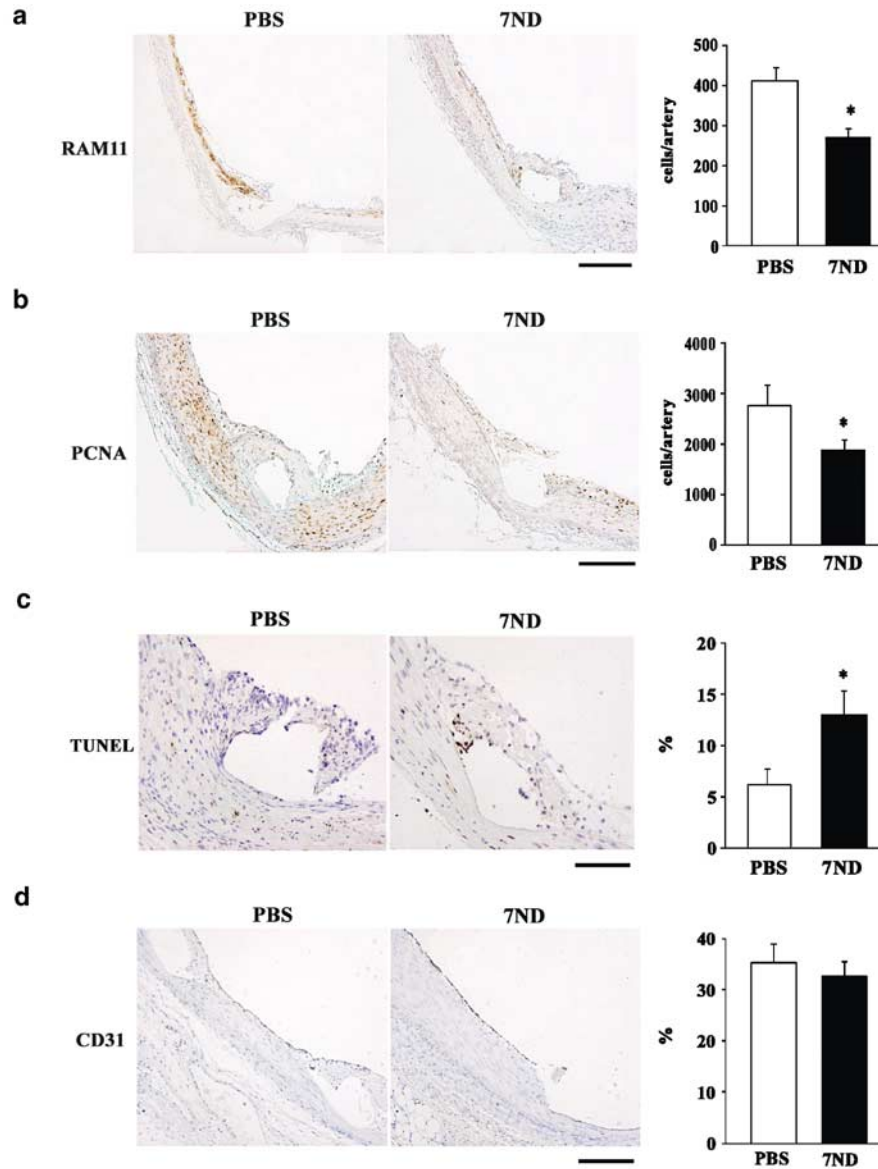 a
PBS
7ND
RAM11
cells/artery
500
400
300
200
100
0
*
PBS
7ND
b
PBS
7ND
PCNA
cells/artery
4000
3000
2000
1000
0
*
PBS
7ND
c
PBS
7ND
TUNEL
%
20
15
10
5
0
*
PBS
7ND
d
PBS
7ND
CD31
%
40
30
20
10
0
PBS
7ND